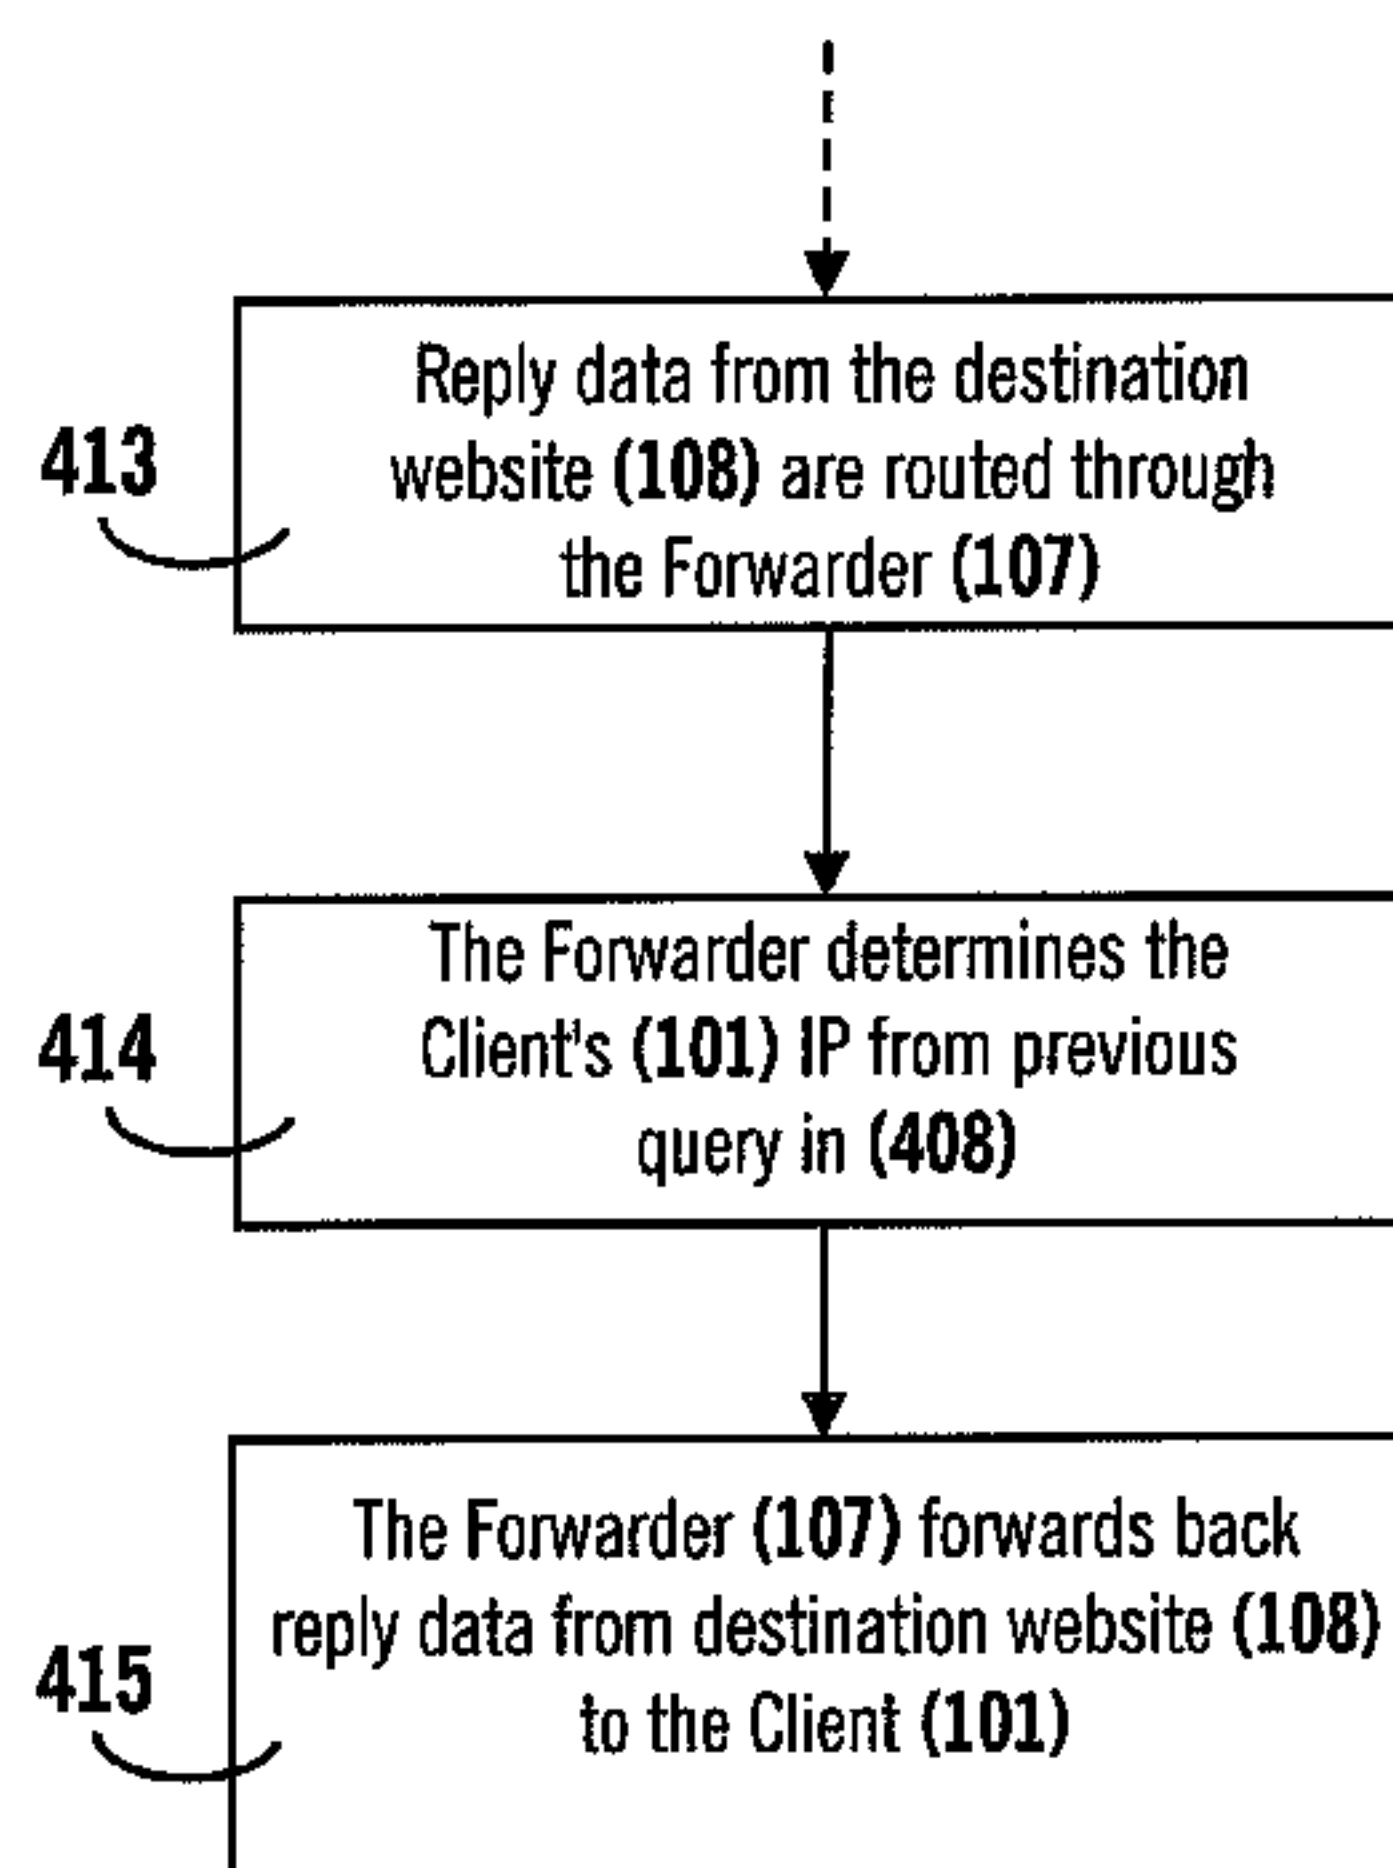 Reply data from the destination
website (108) are routed through
the Forwarder (107)
413
The Forwarder determines the
Client's (101) IP from previous
query in (408)
414
The Forwarder (107) forwards back
reply data from destination website (108)
to the Client (101)
415